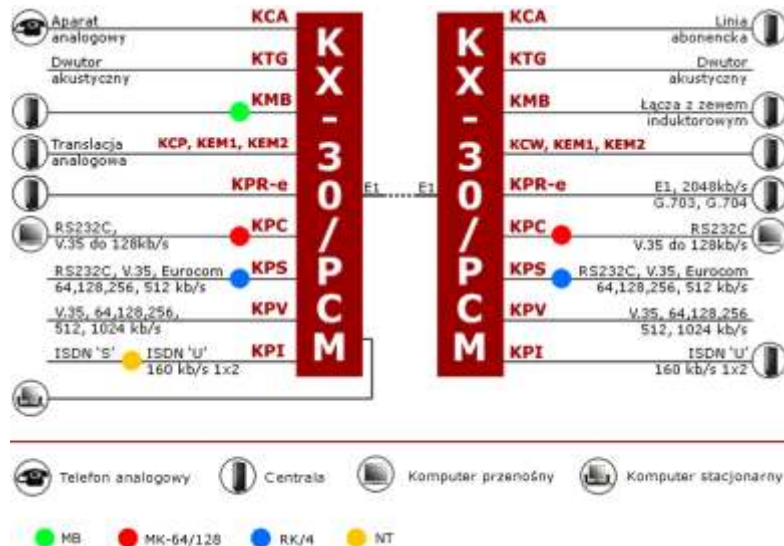 Aparat
analogowy
KCA
Dwutor
akustyczny
KTG
KMB
Translacja
analogowa
KCP, KEM1, KEM2
KPR-e
RS232C,
V.35 do 128kb/s
KPC
RS232C, V.35, Eurocom
64,128,256, 512 kb/s
KPS
V.35, 64,128,256,
512, 1024 kb/s
KPV
ISDN 'S'
ISDN 'U'
160 kb/s 1x2
KPI
KX-30/PCM
E1
E1
KX-30/PCM
KCA
Linia
abonencka
KTG
Dwutor
akustyczny
KMB
Łącza z zewem
induktorowym
KCW, KEM1, KEM2
KPR-e
E1, 2048kb/s
G.703, G.704
KPC
RS232C
V.35 do 128kb/s
KPS
RS232C, V.35, Eurocom
64,128,256, 512 kb/s
KPV
V.35, 64,128,256
512, 1024 kb/s
KPI
ISDN 'U'
160 kb/s 1x2
Telefon analogowy
Centrala
Komputer przenośny
Komputer stacjonarny
MB
MK-64/128
RK/4
NT